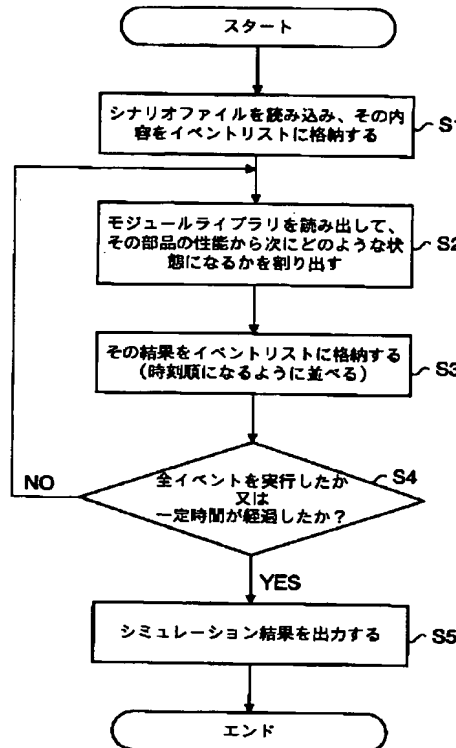 スタート
シナリオファイルを読み込み、その内
容をイベントリストに格納する
S1
モジュールライブラリを読み出して、
その部品の性能から次にどのような状
態になるかを割り出す
S2
その結果をイベントリストに格納する
(時刻順になるように並べる)
S3
全イベントを実行したか
又は
一定時間が経過したか?
S4
NO
YES
シミュレーション結果を出力する
S5
エンド